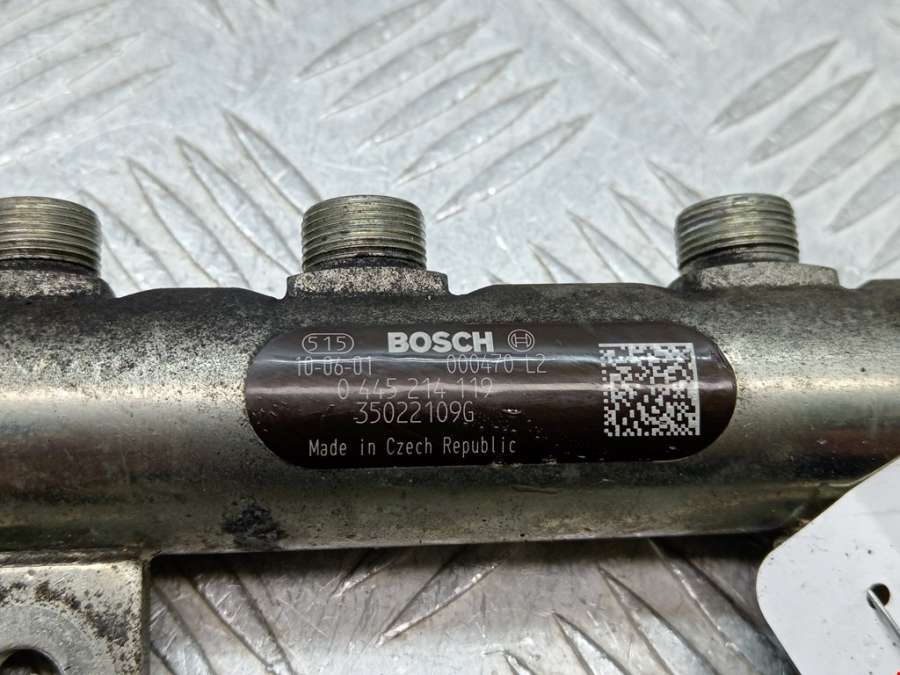 515 BOSCH
10-06-01 000470 L2
0 445 214 119
35022109G
Made in Czech Republic